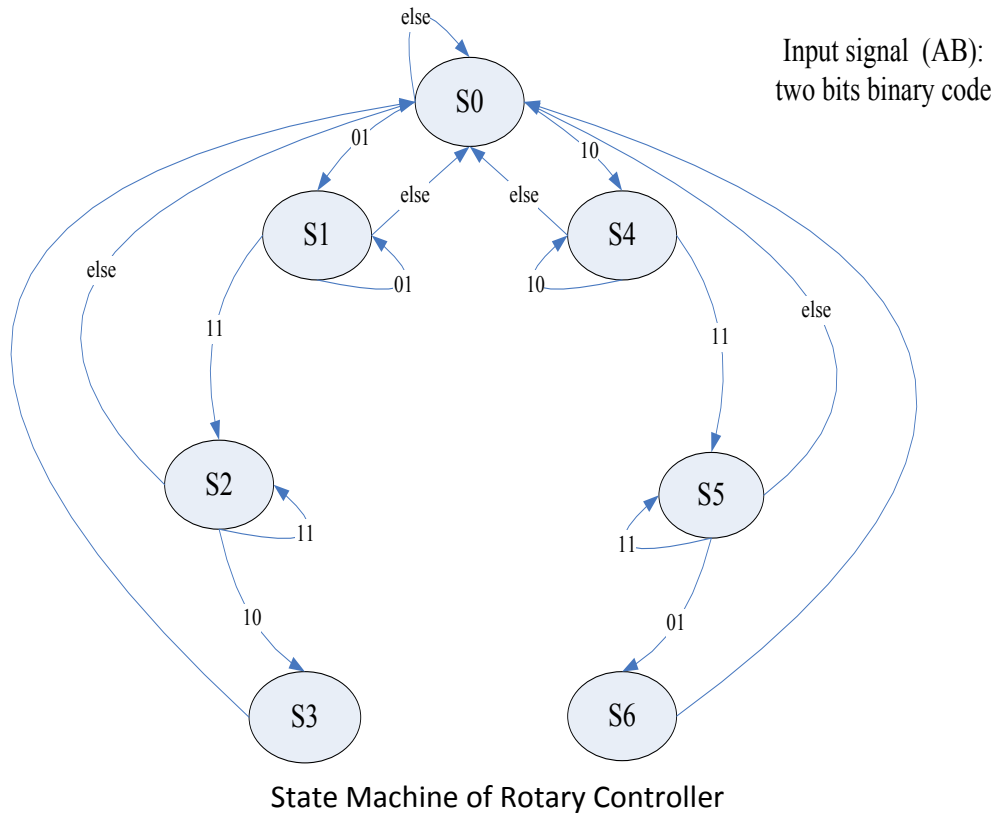 else
Input signal (AB):
two bits binary code
S0
01
10
else
else
S1
S4
01
10
else
else
11
11
S2
S5
11
11
10
01
S3
S6
State Machine of Rotary Controller